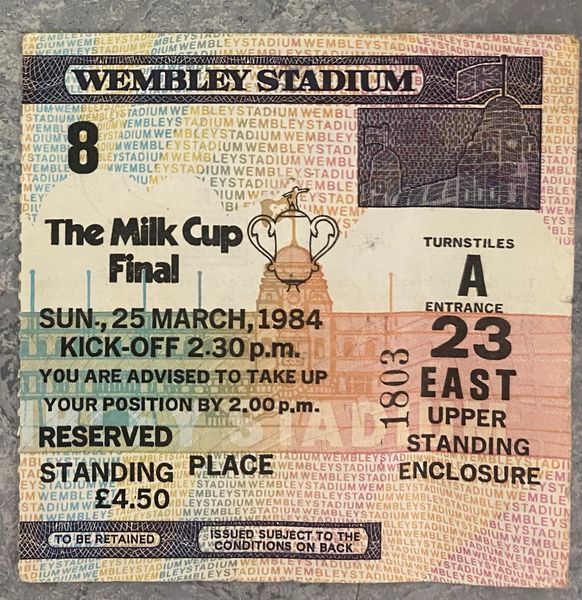 WEMBLEY STADIUM
8
The Milk Cup
Final
SUN., 25 MARCH, 1984
KICK-OFF 2.30 p.m.
YOU ARE ADVISED TO TAKE UP
YOUR POSITION BY 2.00 p.m.
RESERVED
STANDING PLACE
£4.50
TURNSTILES
A
ENTRANCE
23
EAST
UPPER
STANDING
ENCLOSURE
1803
TO BE RETAINED
ISSUED SUBJECT TO THE
CONDITIONS ON BACK